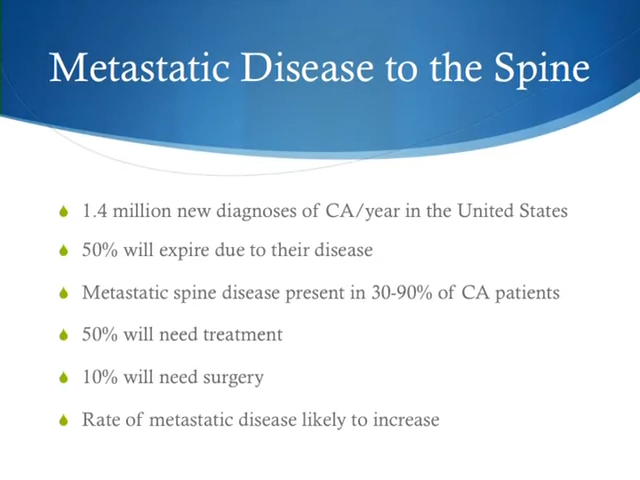 Metastatic Disease to the Spine
1.4 million new diagnoses of CA/year in the United States
50% will expire due to their disease
Metastatic spine disease present in 30-90% of CA patients
50% will need treatment
10% will need surgery
Rate of metastatic disease likely to increase